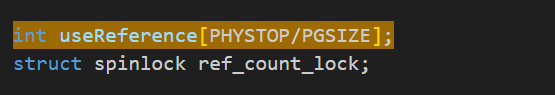 int useReference[PHYSTOP/PGSIZE];
struct spinlock ref_count_lock;